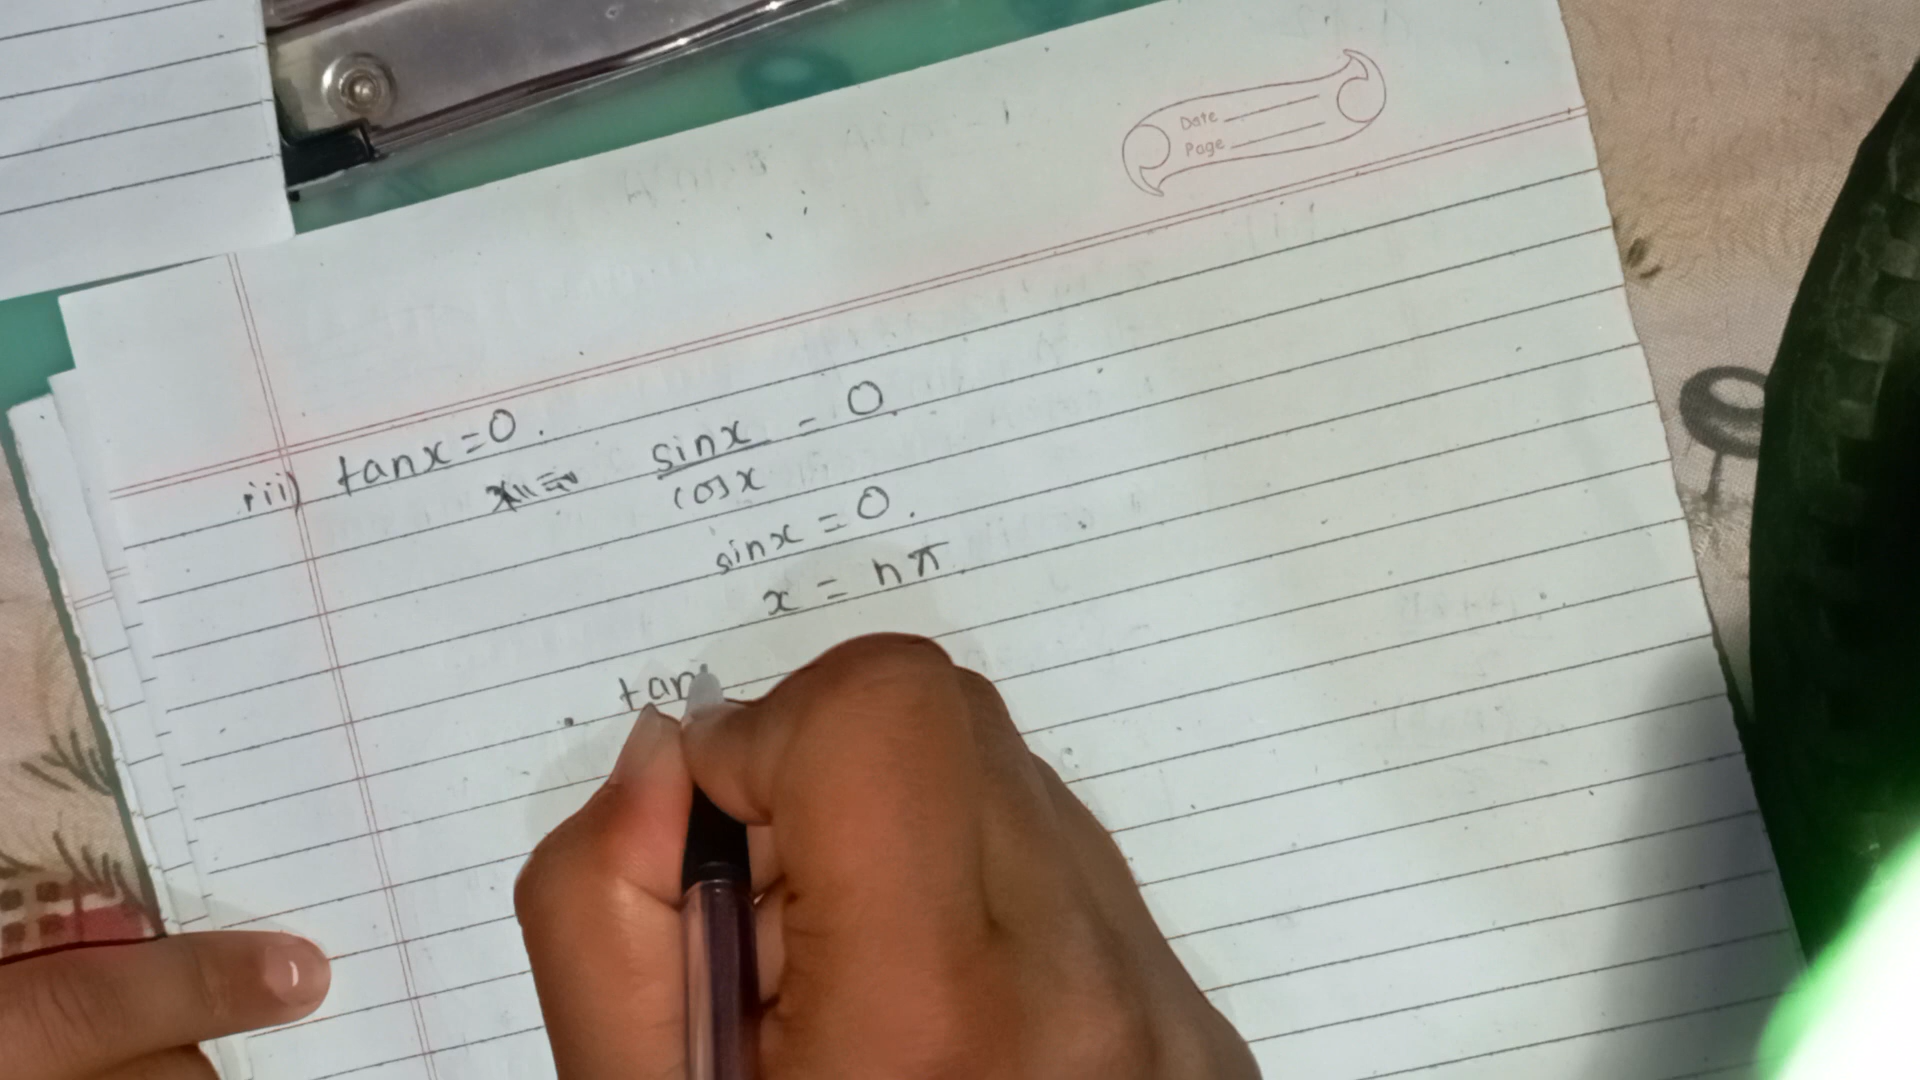 Date
Page
iii) tanx=0.
sinx/cosx = 0.
sinx = 0.
x = nπ
. tan